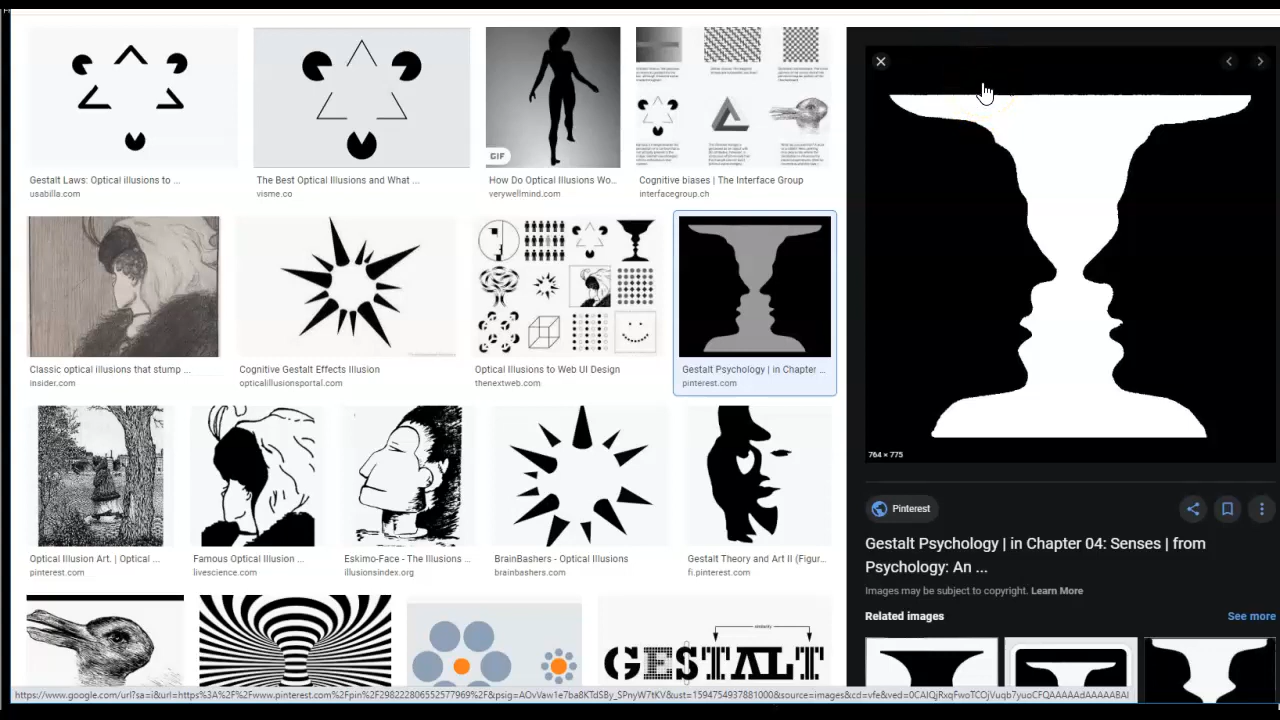 Gestalt Laws: Optical illusions to ...
usabilla.com
The Best Optical Illusions and What ...
visme.co
GIF
How Do Optical Illusions Wo...
verywellmind.com
Cognitive biases | The Interface Group
interfacegroup.ch
Classic optical illusions that stump ...
insider.com
Cognitive Gestalt Effects Illusion
opticalillusionsportal.com
Optical Illusions to Web UI Design
thenextweb.com
Gestalt Psychology | in Chapter ...
pinterest.com
Optical Illusion Art. | Optical ...
pinterest.com
Famous Optical Illusion ...
livescience.com
Eskimo-Face - The Illusions ...
illusionsindex.org
BrainBashers - Optical Illusions
brainbashers.com
Gestalt Theory and Art II (Figur...
fi.pinterest.com
similarity
GESTALT
764 × 775
Pinterest
Gestalt Psychology | in Chapter 04: Senses | from
Psychology: An ...
Images may be subject to copyright. Learn More
Related images
See more